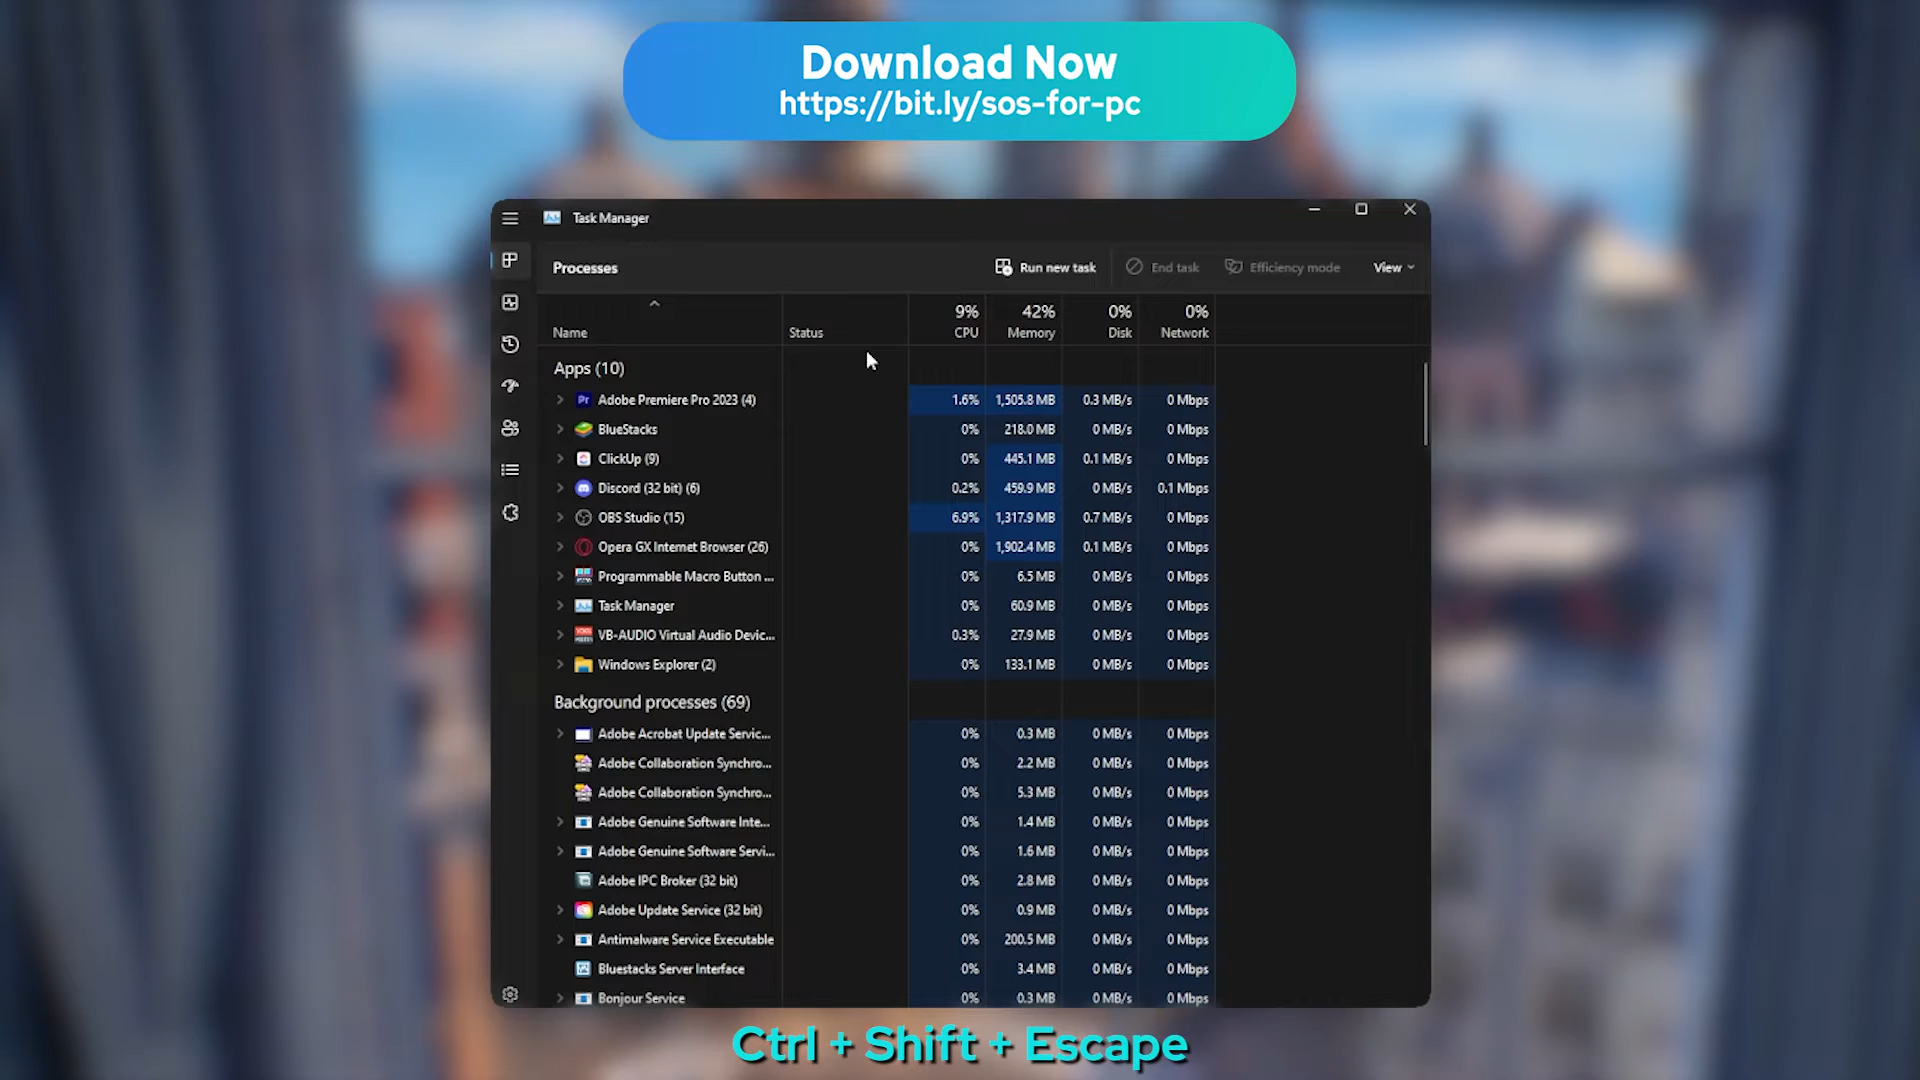 Download Now
https://bit.ly/sos-for-pc
Task Manager
Processes Run new task End task Efficiency mode View
9% 42% 0% 0%
Name Status CPU Memory Disk Network
Apps (10)
Pr Adobe Premiere Pro 2023 (4) 1.6% 1,505.8 MB 0.3 MB/s 0 Mbps
BlueStacks 0% 218.0 MB 0 MB/s 0 Mbps
ClickUp (9) 0% 445.1 MB 0.1 MB/s 0 Mbps
Discord (32 bit) (6) 0.2% 459.9 MB 0 MB/s 0.1 Mbps
OBS Studio (15) 6.9% 1,317.9 MB 0.7 MB/s 0 Mbps
Opera GX Internet Browser (26) 0% 1,902.4 MB 0.1 MB/s 0 Mbps
Programmable Macro Button ... 0% 6.5 MB 0 MB/s 0 Mbps
Task Manager 0% 60.9 MB 0 MB/s 0 Mbps
VB-AUDIO Virtual Audio Devic... 0.3% 27.9 MB 0 MB/s 0 Mbps
Windows Explorer (2) 0% 133.1 MB 0 MB/s 0 Mbps
Background processes (69)
Adobe Acrobat Update Servic... 0% 0.3 MB 0 MB/s 0 Mbps
Adobe Collaboration Synchro... 0% 2.2 MB 0 MB/s 0 Mbps
Adobe Collaboration Synchro... 0% 5.3 MB 0 MB/s 0 Mbps
Adobe Genuine Software Inte... 0% 1.4 MB 0 MB/s 0 Mbps
Adobe Genuine Software Servi... 0% 1.6 MB 0 MB/s 0 Mbps
Adobe IPC Broker (32 bit) 0% 2.8 MB 0 MB/s 0 Mbps
Adobe Update Service (32 bit) 0% 0.9 MB 0 MB/s 0 Mbps
Antimalware Service Executable 0% 200.5 MB 0 MB/s 0 Mbps
Bluestacks Server Interface 0% 3.4 MB 0 MB/s 0 Mbps
Bonjour Service 0% 0.3 MB 0 MB/s 0 Mbps
Ctrl + Shift + Escape